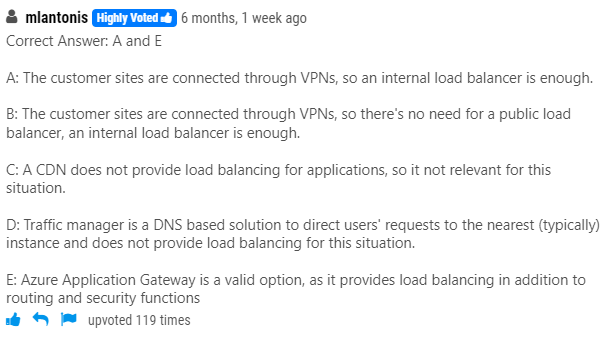 mlantonis Highly Voted 6 months, 1 week ago
Correct Answer: A and E
A: The customer sites are connected through VPNs, so an internal load balancer is enough.
B: The customer sites are connected through VPNs, so there's no need for a public load
balancer, an internal load balancer is enough.
C: A CDN does not provide load balancing for applications, so it not relevant for this
situation.
D: Traffic manager is a DNS based solution to direct users' requests to the nearest (typically)
instance and does not provide load balancing for this situation.
E: Azure Application Gateway is a valid option, as it provides load balancing in addition to
routing and security functions
upvoted 119 times